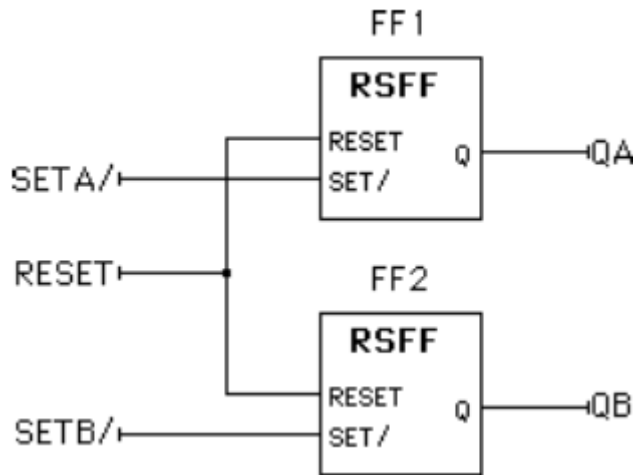 FF1
RSFF
RESET
SETA/
SET/
Q
QA
RESET
FF2
RSFF
RESET
SETB/
SET/
Q
QB